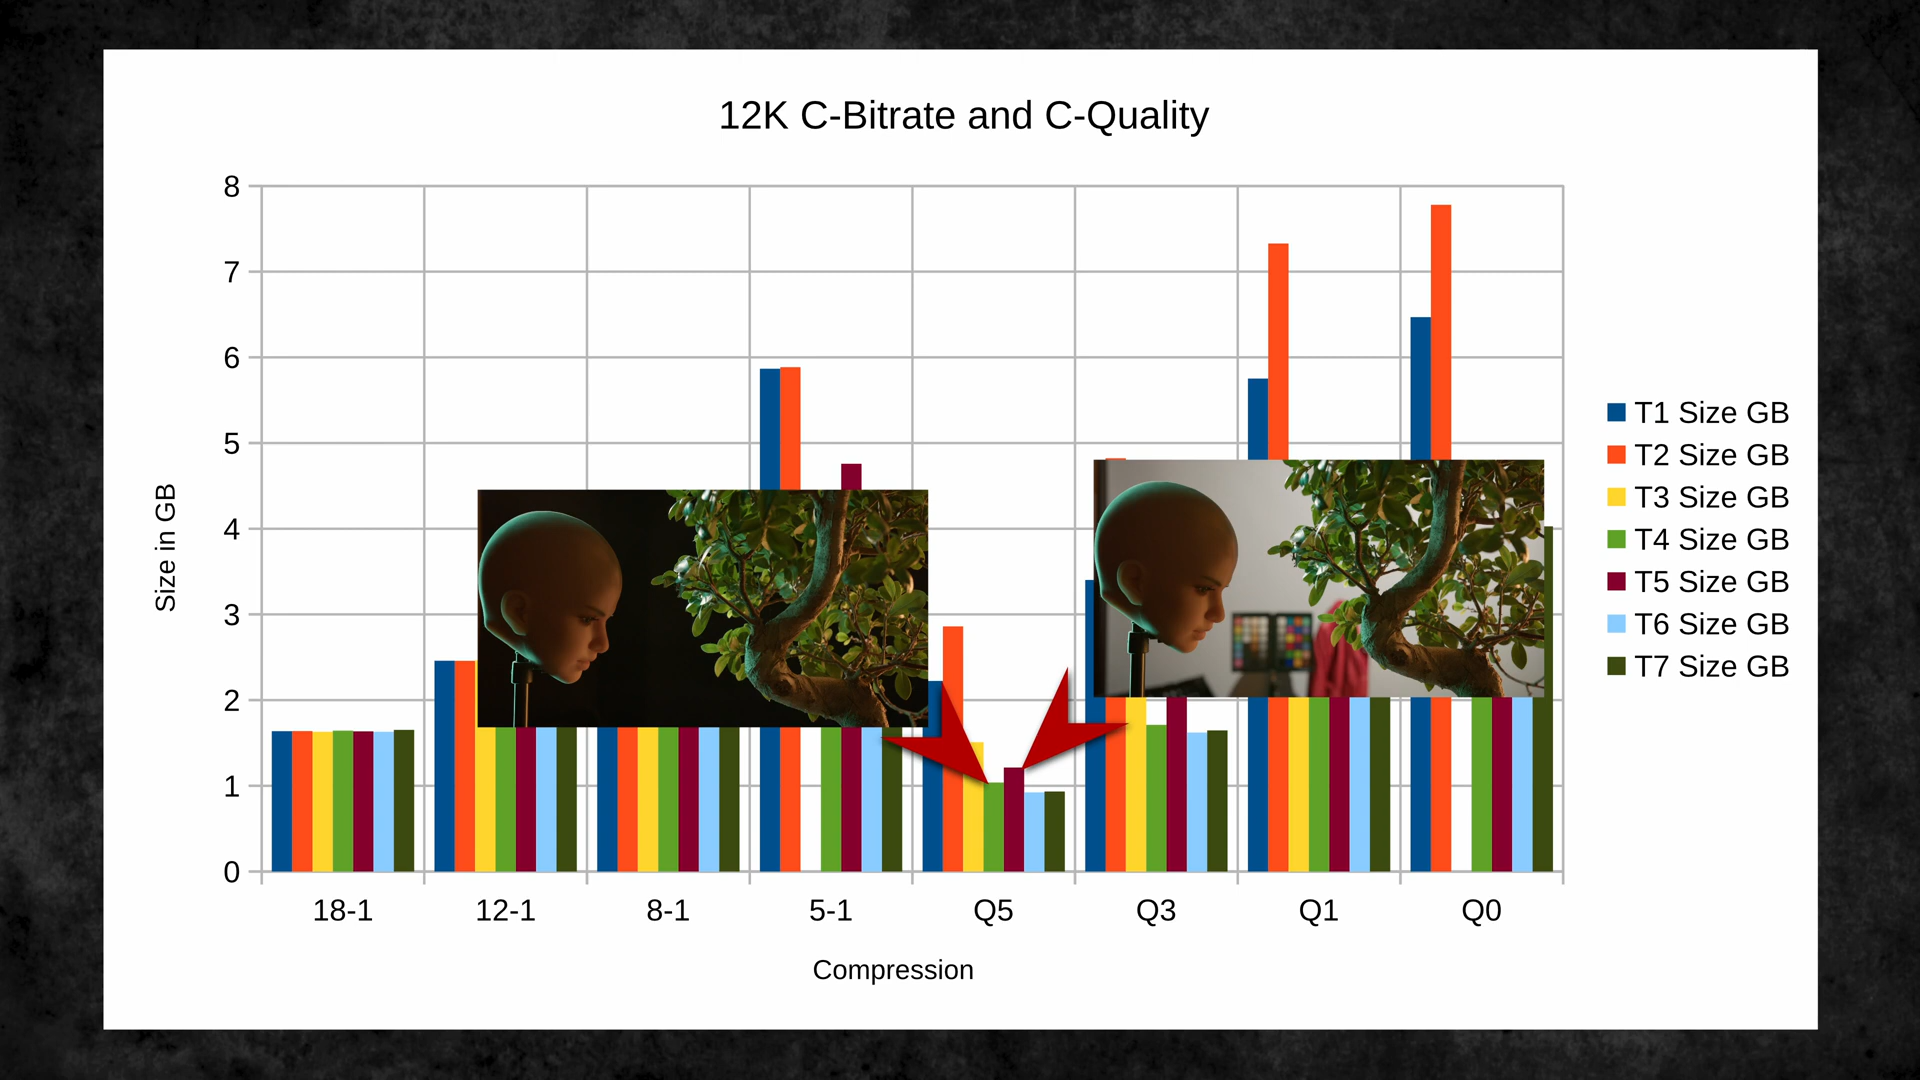 12K C-Bitrate and C-Quality
8
7
6
5
4
3
2
1
0
Size in GB
18-1 12-1 8-1 5-1 Q5 Q3 Q1 Q0
Compression
T1 Size GB
T2 Size GB
T3 Size GB
T4 Size GB
T5 Size GB
T6 Size GB
T7 Size GB